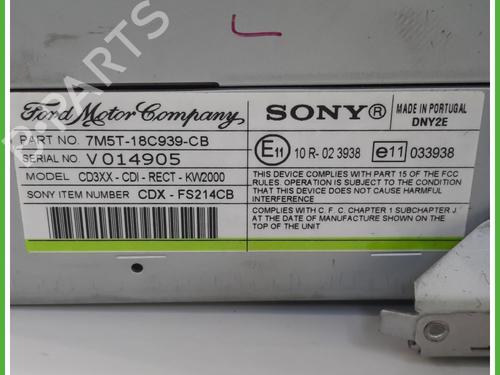 B-PARTS
Ford Motor Company
PART NO. 7M5T-18C939-CB
SERIAL NO. V 014905
MODEL CD3XX - CDI - RECT - KW2000
SONY ITEM NUMBER CDX - FS214CB
SONY R
MADE IN PORTUGAL
DNY2E
E11 10 R- 02 3938 e11 033938
THIS DEVICE COMPLIES WITH PART 15 OF THE FCC
RULES. OPERATION IS SUBJECT TO THE CONDITION
THAT THIS DEVICE DOES NOT CAUSE HARMFUL
INTERFERENCE
COMPLIES WITH C. F. C. CHAPTER 1 SUBCHAPTER J.
AT DATE OF MANUFACTURE SHOWN ON THE
TOP OF THE UNIT